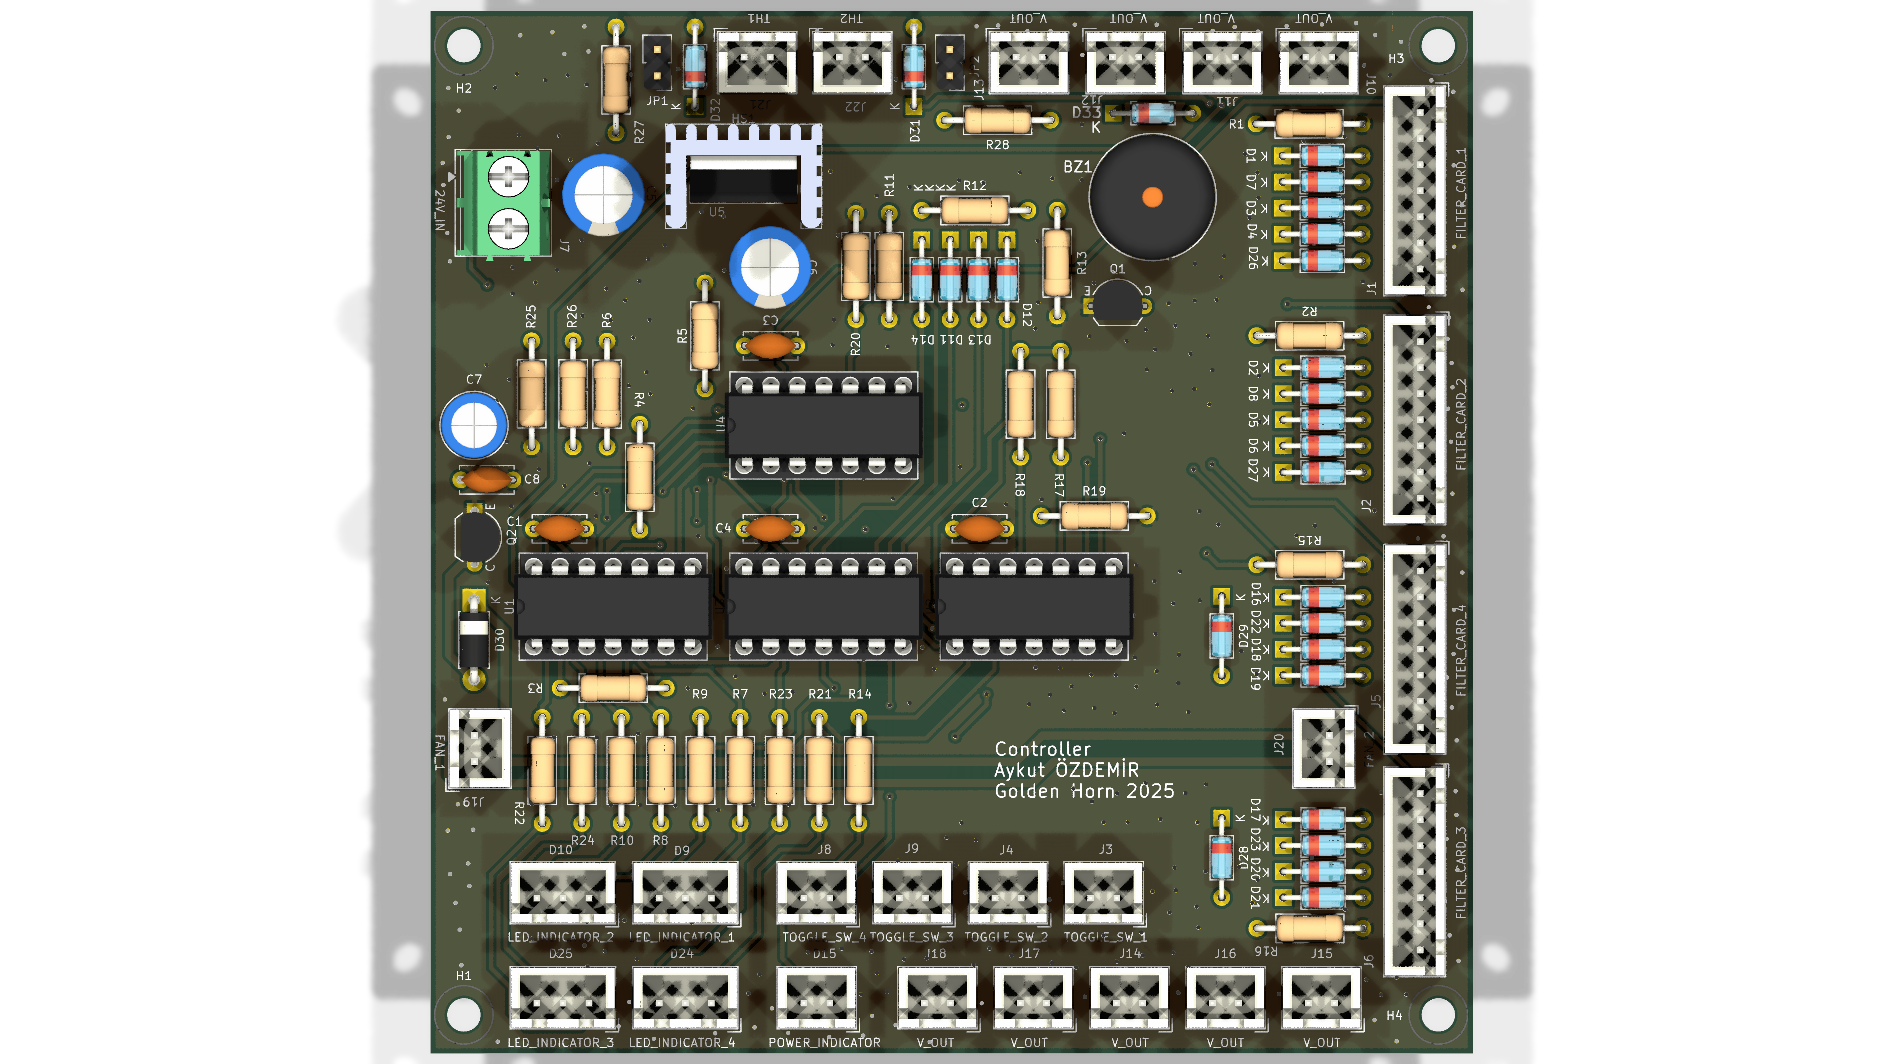 TH1
TH2
V_OUT
V_OUT
V_OUT
V_OUT
H2
H3
JP1
K
D32
J21
J22
K
D31
JP2
J13
J12
J11
J10
R27
R28
D33
K
R1
HS1
BZ1
24V_IN
J7
U5
C6
R11
KKKK
R12
R13
Q1
E
C
D1 K
D7 K
D3 K
D4 K
D26 K
FILTER_CARD_1
J1
R25
R26
R6
R5
C3
R20
D14
D11
D13
D12
R2
C7
R4
U4
D2 K
D8 K
D5 K
D6 K
D27 K
FILTER_CARD_2
J2
C8
R18
R17
R19
E
Q2
C
C1
C4
C2
R15
U1
K
D30
K
D29
D16 K
D22 K
D18 K
D19 K
FILTER_CARD_4
J5
R3
R9
R7
R23
R21
R14
FAN_1
J19
J20
FAN_2
Controller
Aykut ÖZDEMİR
Golden Horn 2025
R22
R24
R10
R8
K
D28
D17 K
D23 K
D20 K
D21 K
FILTER_CARD_3
J6
R16
D10
D9
J8
J9
J4
J3
LED_INDICATOR_2
LED_INDICATOR_1
TOGGLE_SW_4
TOGGLE_SW_3
TOGGLE_SW_2
TOGGLE_SW_1
H1
D25
D24
D15
J18
J17
J14
J16
J15
H4
LED_INDICATOR_3
LED_INDICATOR_4
POWER_INDICATOR
V_OUT
V_OUT
V_OUT
V_OUT
V_OUT